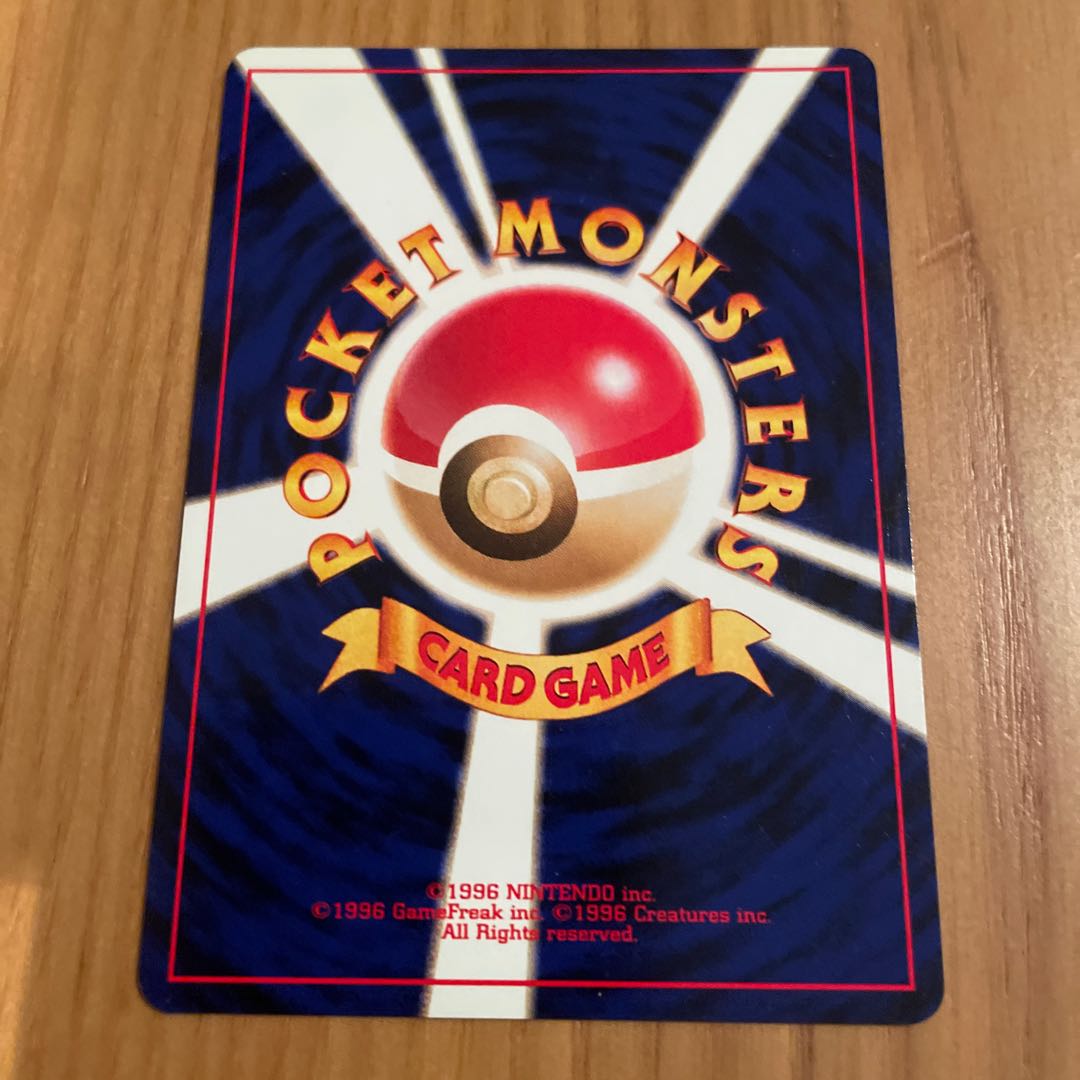 POCKET MONSTERS
CARD GAME
©1996 NINTENDO inc.
©1996 GameFreak inc. ©1996 Creatures inc.
All Rights reserved.